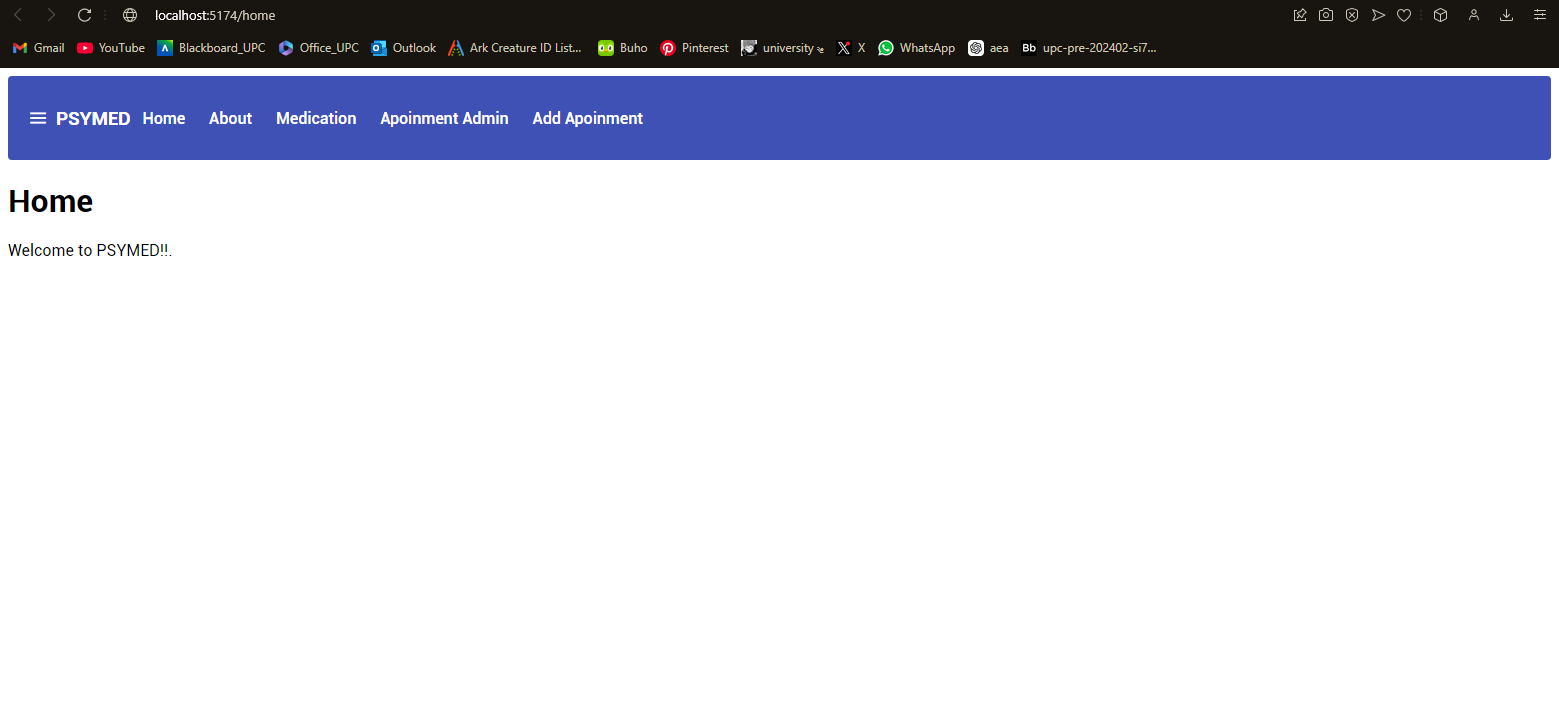 localhost:5174/home
Gmail YouTube Blackboard_UPC Office_UPC Outlook Ark Creature ID List... Buho Pinterest university X WhatsApp aea Bb upc-pre-202402-si7...
PSYMED Home About Medication Apoinment Admin Add Apoinment
Home
Welcome to PSYMED!!.